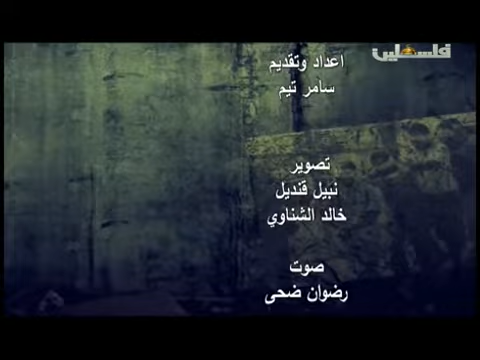 فلسطين
اعداد وتقديم
سامر تيم
تصوير
نبيل قنديل
خالد الشناوي
صوت
رضوان ضحى